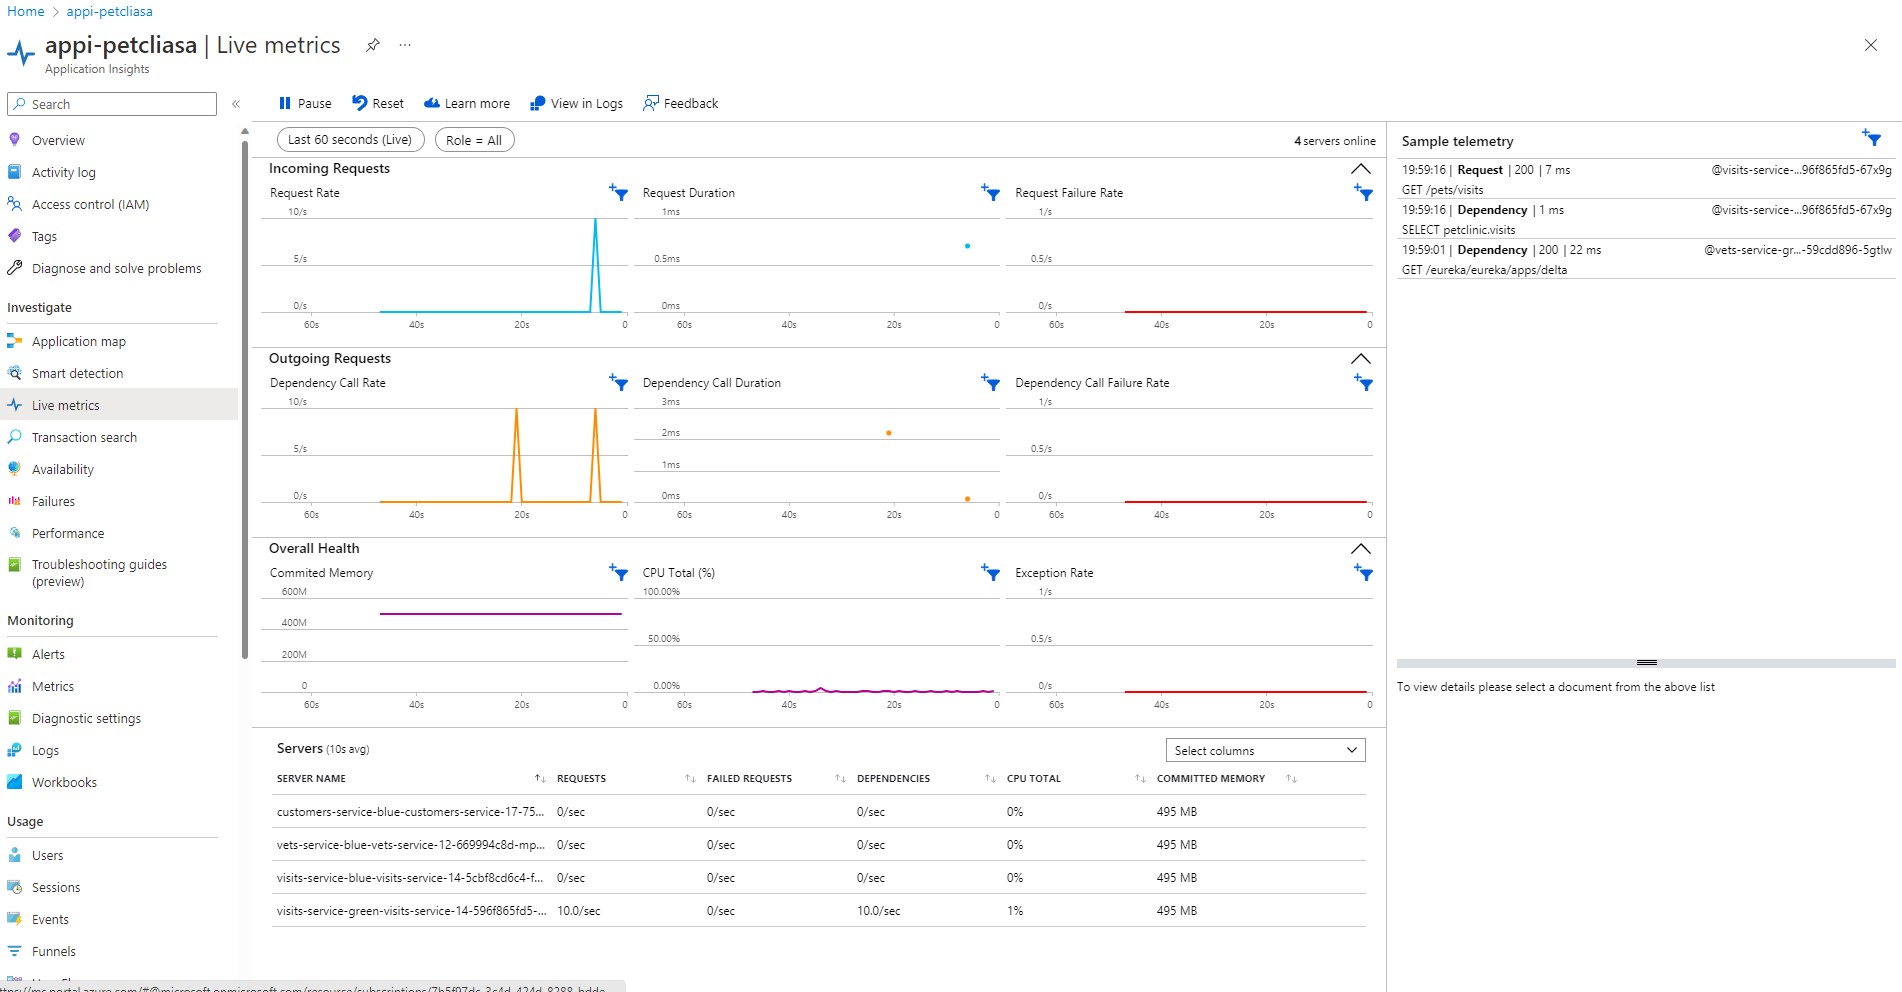 Home > appi-petcliasa
appi-petcliasa | Live metrics ...
Application Insights
Search «
Overview
Activity log
Access control (IAM)
Tags
Diagnose and solve problems
Investigate
Application map
Smart detection
Live metrics
Transaction search
Availability
Failures
Performance
Troubleshooting guides
(preview)
Monitoring
Alerts
Metrics
Diagnostic settings
Logs
Workbooks
Usage
Users
Sessions
Events
Funnels
Pause Reset Learn more View in Logs Feedback
Last 60 seconds (Live) Role = All 4 servers online
Incoming Requests
Request Rate
10/s
5/s
0/s
60s 40s 20s 0
Request Duration
1ms
0.5ms
0ms
60s 40s 20s 0
Request Failure Rate
1/s
0.5/s
0/s
60s 40s 20s 0
Outgoing Requests
Dependency Call Rate
10/s
5/s
0/s
60s 40s 20s 0
Dependency Call Duration
3ms
2ms
1ms
0ms
60s 40s 20s 0
Dependency Call Failure Rate
1/s
0.5/s
0/s
60s 40s 20s 0
Overall Health
Commited Memory
600M
400M
200M
0
60s 40s 20s 0
CPU Total (%)
100.00%
50.00%
0.00%
60s 40s 20s 0
Exception Rate
1/s
0.5/s
0/s
60s 40s 20s 0
Servers (10s avg) Select columns
SERVER NAME REQUESTS FAILED REQUESTS DEPENDENCIES CPU TOTAL COMMITTED MEMORY
customers-service-blue-customers-service-17-75... 0/sec 0/sec 0/sec 0% 495 MB
vets-service-blue-vets-service-12-669994c8d-mp... 0/sec 0/sec 0/sec 0% 495 MB
visits-service-blue-visits-service-14-5cbf8cd6c4-f... 0/sec 0/sec 0/sec 0% 495 MB
visits-service-green-visits-service-14-596f865fd5-... 10.0/sec 0/sec 10.0/sec 1% 495 MB
Sample telemetry
19:59:16 | Request | 200 | 7 ms @visits-service-...96f865fd5-67x9g
GET /pets/visits
19:59:16 | Dependency | 1 ms @visits-service-...96f865fd5-67x9g
SELECT petclinic.visits
19:59:01 | Dependency | 200 | 22 ms @vets-service-gr...-59cdd896-5gtlw
GET /eureka/eureka/apps/delta
To view details please select a document from the above list